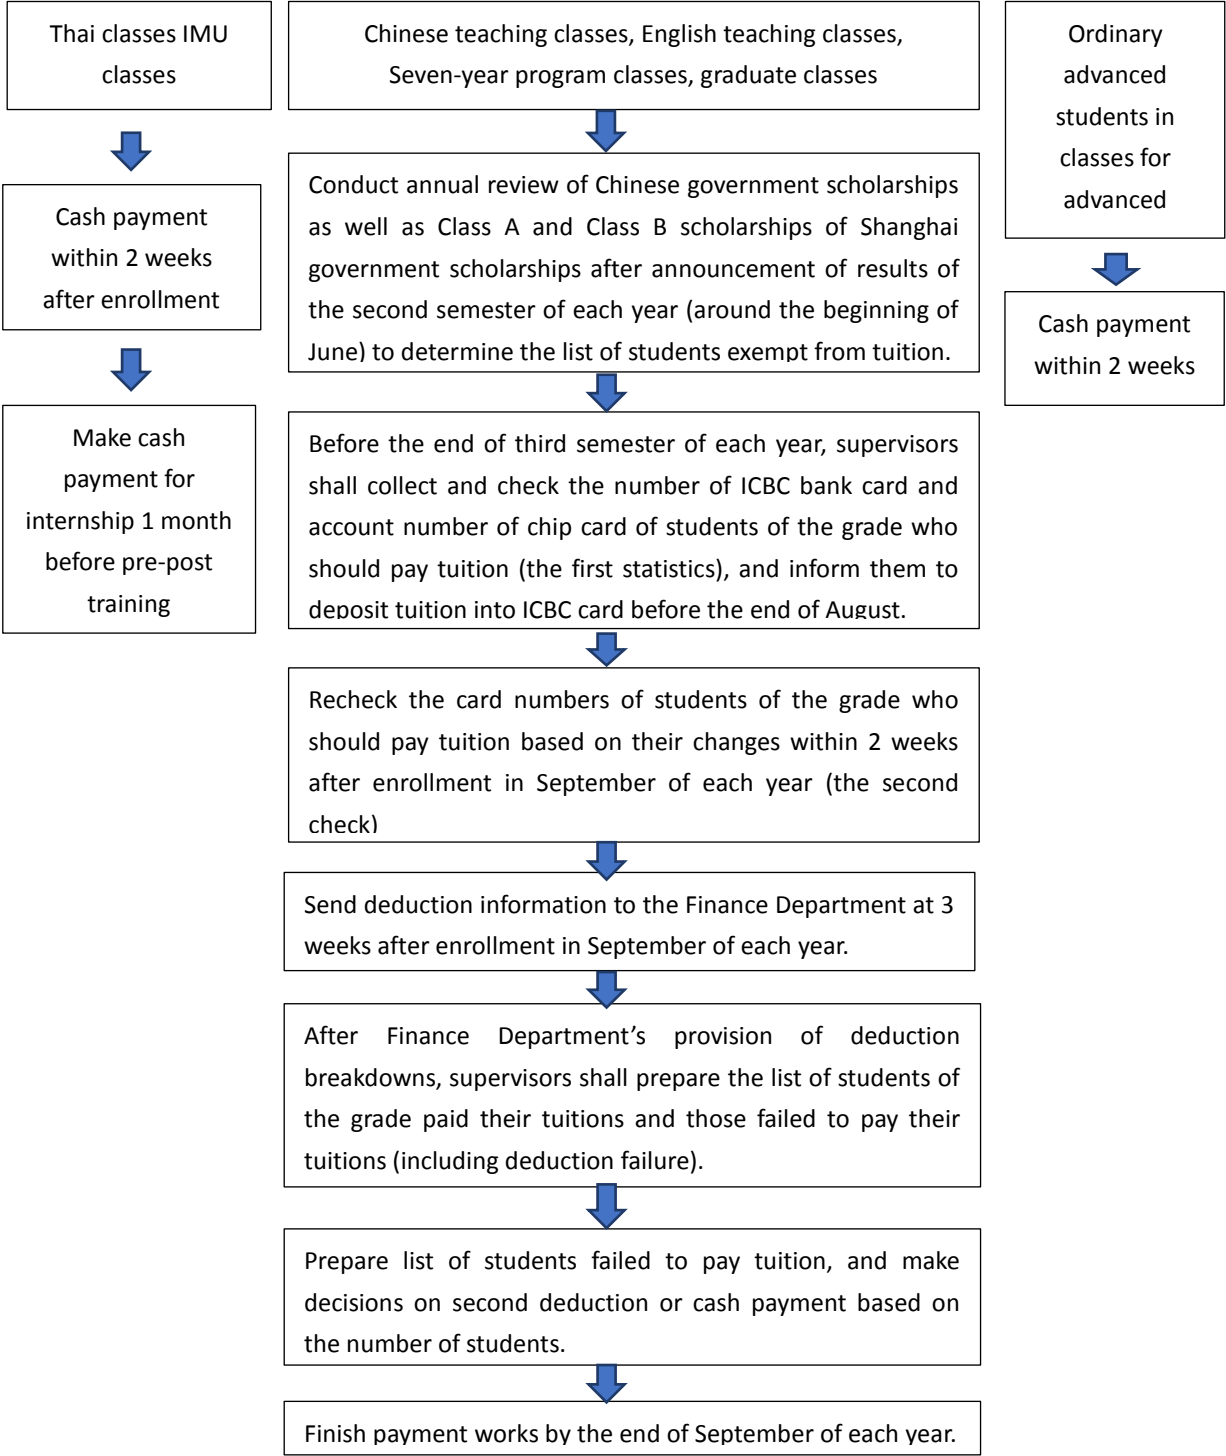 Thai classes IMU
classes
Chinese teaching classes, English teaching classes,
Seven-year program classes, graduate classes
Ordinary
advanced
students in
classes for
advanced
Cash payment
within 2 weeks
after enrollment
Conduct annual review of Chinese government scholarships
as well as Class A and Class B scholarships of Shanghai
government scholarships after announcement of results of
the second semester of each year (around the beginning of
June) to determine the list of students exempt from tuition.
Cash payment
within 2 weeks
Make cash
payment for
internship 1 month
before pre-post
training
Before the end of third semester of each year, supervisors
shall collect and check the number of ICBC bank card and
account number of chip card of students of the grade who
should pay tuition (the first statistics), and inform them to
deposit tuition into ICBC card before the end of August.
Recheck the card numbers of students of the grade who
should pay tuition based on their changes within 2 weeks
after enrollment in September of each year (the second
check)
Send deduction information to the Finance Department at 3
weeks after enrollment in September of each year.
After Finance Department’s provision of deduction
breakdowns, supervisors shall prepare the list of students of
the grade paid their tuitions and those failed to pay their
tuitions (including deduction failure).
Prepare list of students failed to pay tuition, and make
decisions on second deduction or cash payment based on
the number of students.
Finish payment works by the end of September of each year.